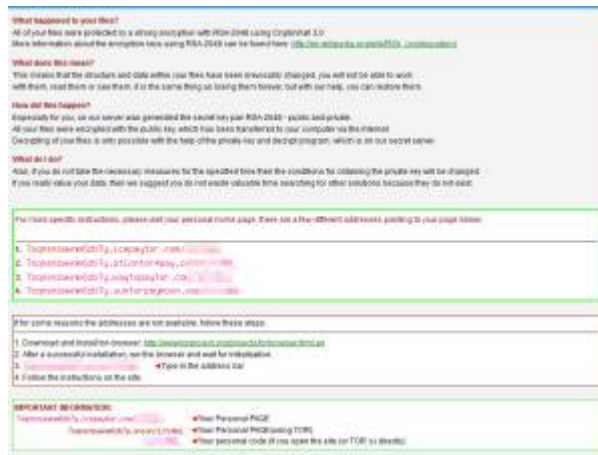 What happened to your files?
All of your files were protected by a strong encryption with RSA-2048 using CryptoWall 3.0
More information about the encryption keys using RSA-2048 can be found here:
What does this mean?
This means that the structure and data within your files have been irrevocably changed, you will not be able to work
with them, read them or see them, it is the same thing as losing them forever, but with our help, you can restore them.
How did this happen?
Especially for you, on our server was generated the secret key pair RSA-2048 - public and private.
All your files were encrypted with the public key, which has been transferred to your computer via the Internet
Decrypting of your files is only possible with the help of the private key and decrypt program, which is on our secret server.
What do I do?
Alas, if you do not take the necessary measures for the specified time then the conditions for obtaining the private key will be changed
If you really value your data, then we suggest you do not waste valuable time searching for other solutions because they do not exist.
For more specific instructions, please visit your personal home page, there are a few different addresses pointing to your page below:
1.
2.
3.
4.
If for some reasons the addresses are not available, follow these steps:
1. Download and install tor-browser:
2. After a successful installation, run the browser and wait for initialization.
3. Type in the address bar
4. Follow the instructions on the site.
IMPORTANT INFORMATION:
Your Personal PAGE
Your Personal PAGE(using TOR)
Your personal code (if you open the site (or TOR 's) directly)